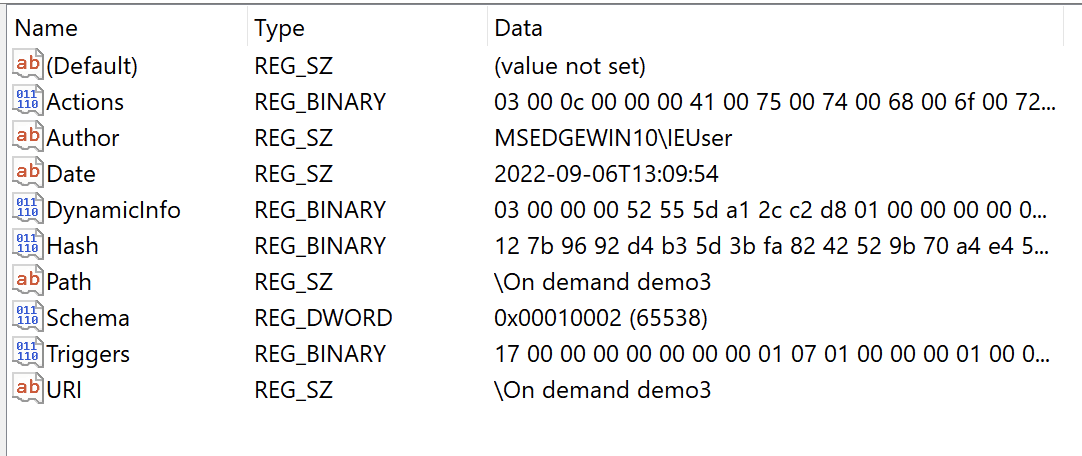 Name Type Data
ab (Default) REG_SZ (value not set)
011 110 Actions REG_BINARY 03 00 0c 00 00 00 41 00 75 00 74 00 68 00 6f 00 72...
ab Author REG_SZ MSEDGEWIN10\IEUser
ab Date REG_SZ 2022-09-06T13:09:54
011 110 DynamicInfo REG_BINARY 03 00 00 00 52 55 5d a1 2c c2 d8 01 00 00 00 00 0...
011 110 Hash REG_BINARY 12 7b 96 92 d4 b3 5d 3b fa 82 42 52 9b 70 a4 e4 5...
ab Path REG_SZ \On demand demo3
011 110 Schema REG_DWORD 0x00010002 (65538)
011 110 Triggers REG_BINARY 17 00 00 00 00 00 00 00 01 07 01 00 00 00 01 00 0...
ab URI REG_SZ \On demand demo3